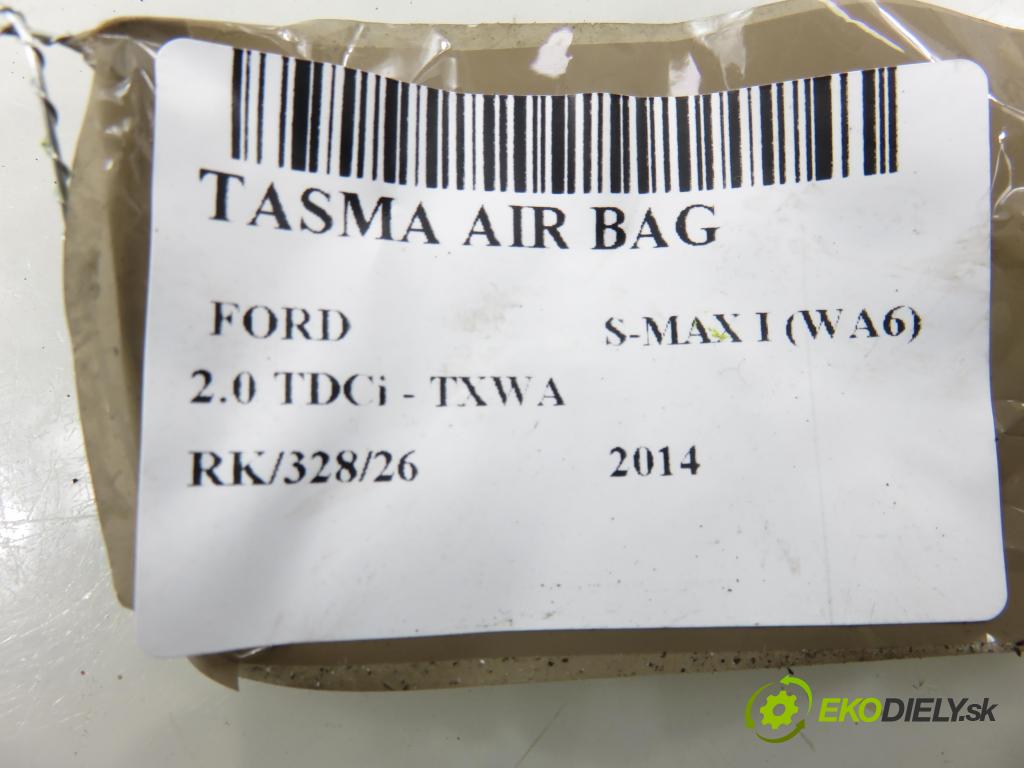 TASMA AIR BAG
FORD S-MAX I (WA6)
2.0 TDCi - TXWA
RK/328/26 2014
EKODIELY.sk